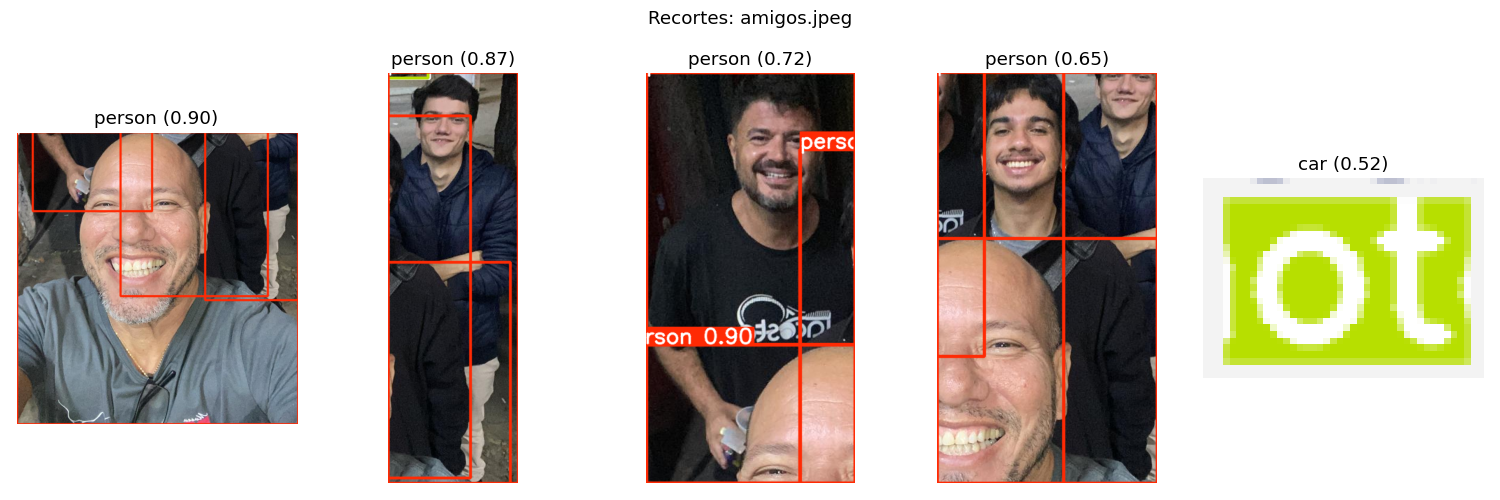 Recortes: amigos.jpeg
person (0.90)
person (0.87)
person (0.72)
person (0.65)
car (0.52)
perso
rson 0.90
ot